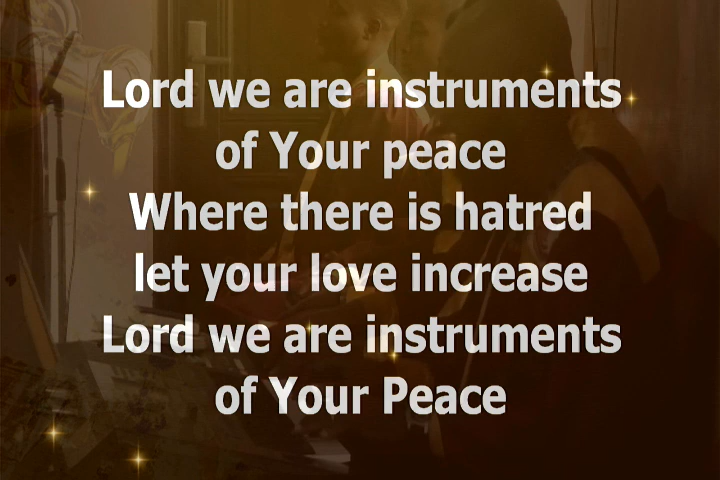 Lord we are instruments
of Your peace
Where there is hatred
let your love increase
Lord we are instruments
of Your Peace